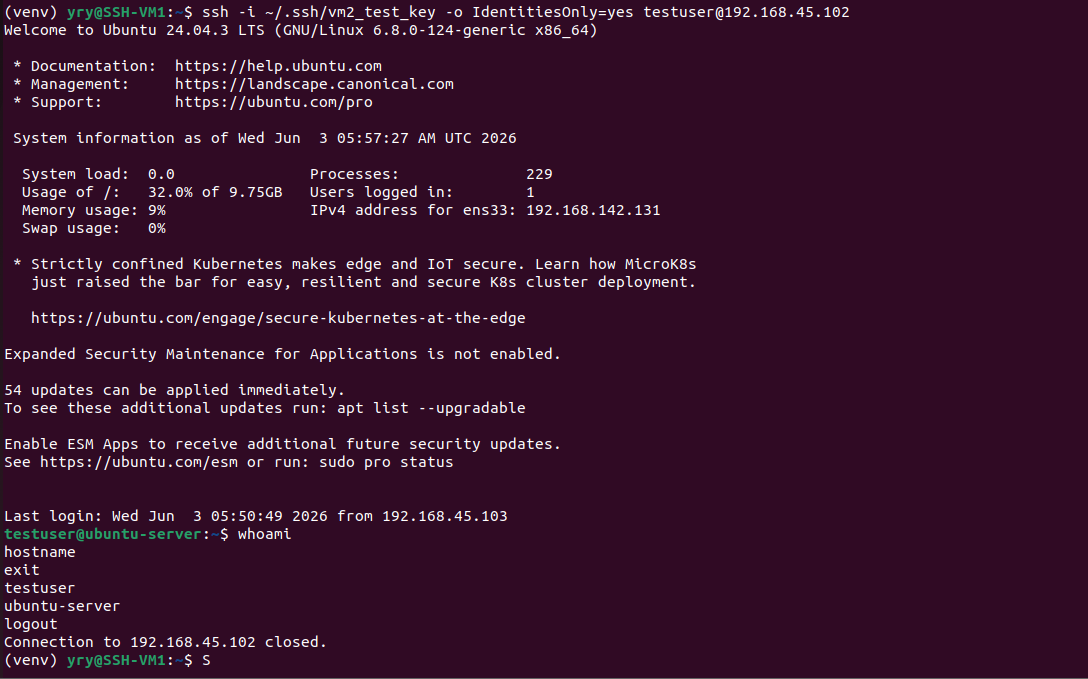 (venv) yry@SSH-VM1:~$ ssh -i ~/.ssh/vm2_test_key -o IdentitiesOnly=yes testuser@192.168.45.102
Welcome to Ubuntu 24.04.3 LTS (GNU/Linux 6.8.0-124-generic x86_64)

 * Documentation:  https://help.ubuntu.com
 * Management:     https://landscape.canonical.com
 * Support:        https://ubuntu.com/pro

 System information as of Wed Jun  3 05:57:27 AM UTC 2026

  System load:  0.0               Processes:              229
  Usage of /:   32.0% of 9.75GB   Users logged in:        1
  Memory usage: 9%                IPv4 address for ens33: 192.168.142.131
  Swap usage:   0%

 * Strictly confined Kubernetes makes edge and IoT secure. Learn how MicroK8s
   just raised the bar for easy, resilient and secure K8s cluster deployment.

   https://ubuntu.com/engage/secure-kubernetes-at-the-edge

Expanded Security Maintenance for Applications is not enabled.

54 updates can be applied immediately.
To see these additional updates run: apt list --upgradable

Enable ESM Apps to receive additional future security updates.
See https://ubuntu.com/esm or run: sudo pro status


Last login: Wed Jun  3 05:50:49 2026 from 192.168.45.103
testuser@ubuntu-server:~$ whoami
hostname
exit
testuser
ubuntu-server
logout
Connection to 192.168.45.102 closed.
(venv) yry@SSH-VM1:~$ S